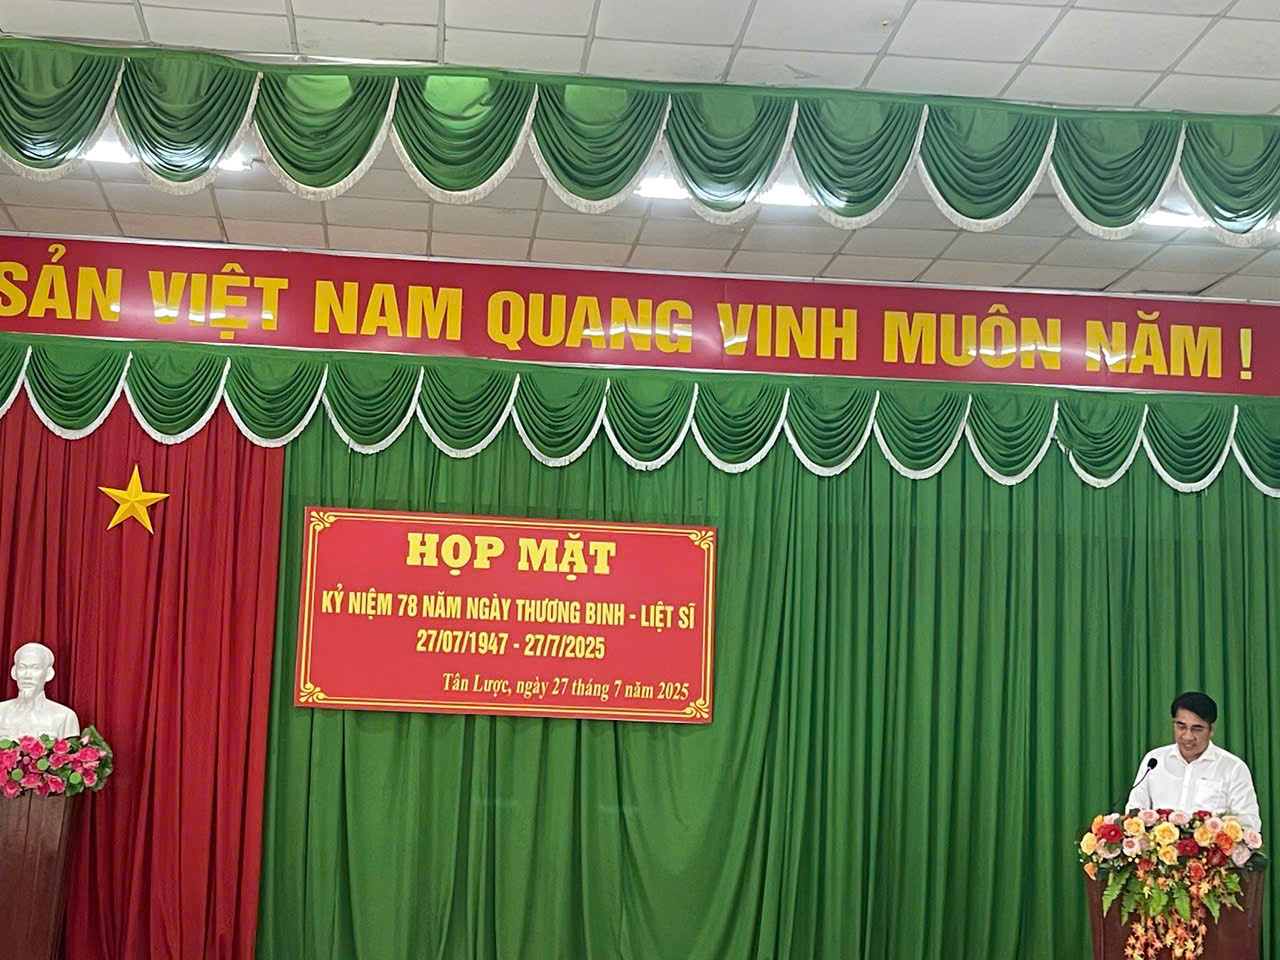 SẢN VIỆT NAM QUANG VINH MUÔN NĂM !
HỌP MẶT
KỶ NIỆM 78 NĂM NGÀY THƯƠNG BINH - LIỆT SĨ
27/07/1947 - 27/7/2025
Tân Lược, ngày 27 tháng 7 năm 2025